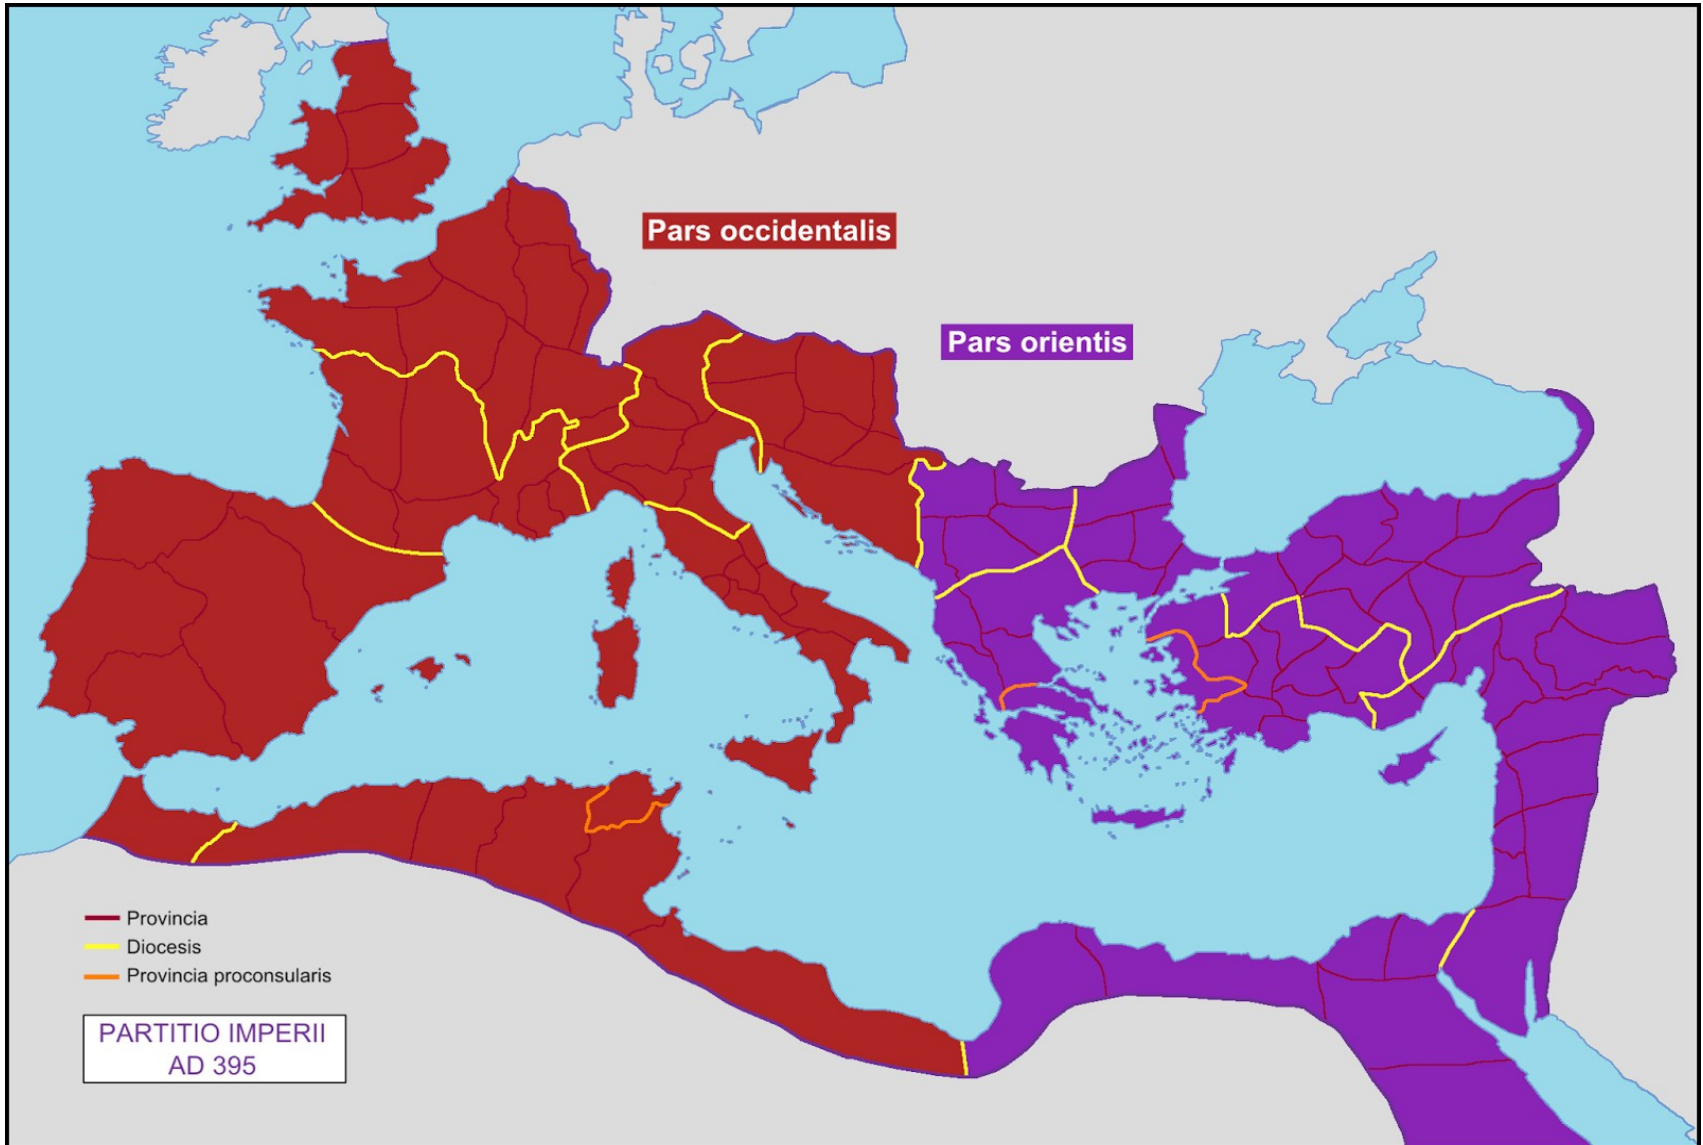 Pars occidentalis
Pars orientis
Provincia
Diocesis
Provincia proconsularis
PARTITIO IMPERII
AD 395